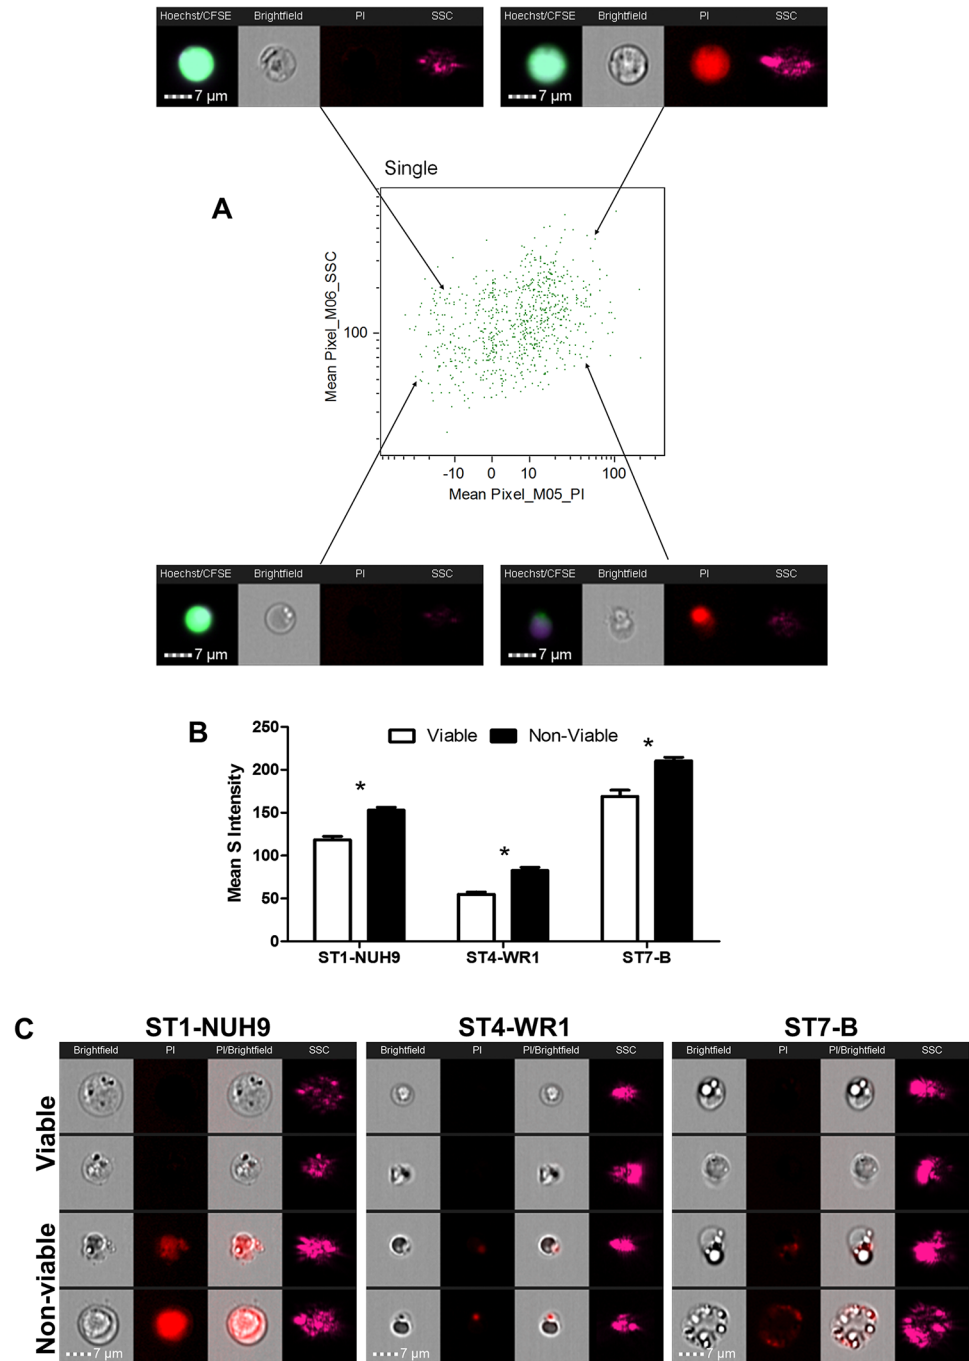 Hoechst/CFSE Brightfield PI SSC
7 µm
Hoechst/CFSE Brightfield PI SSC
7 µm
Single
A
Mean Pixel_M06_SSC
100
-10 0 10 100
Mean Pixel_M05_PI
Hoechst/CFSE Brightfield PI SSC
7 µm
Hoechst/CFSE Brightfield PI SSC
7 µm
B
Viable Non-Viable
Mean S Intensity
250
200
150
100
50
0
* * *
ST1-NUH9 ST4-WR1 ST7-B
C
ST1-NUH9 ST4-WR1 ST7-B
Brightfield PI PI/Brightfield SSC
Brightfield PI PI/Brightfield SSC
Brightfield PI PI/Brightfield SSC
Viable
Non-viable
7 µm
7 µm
7 µm